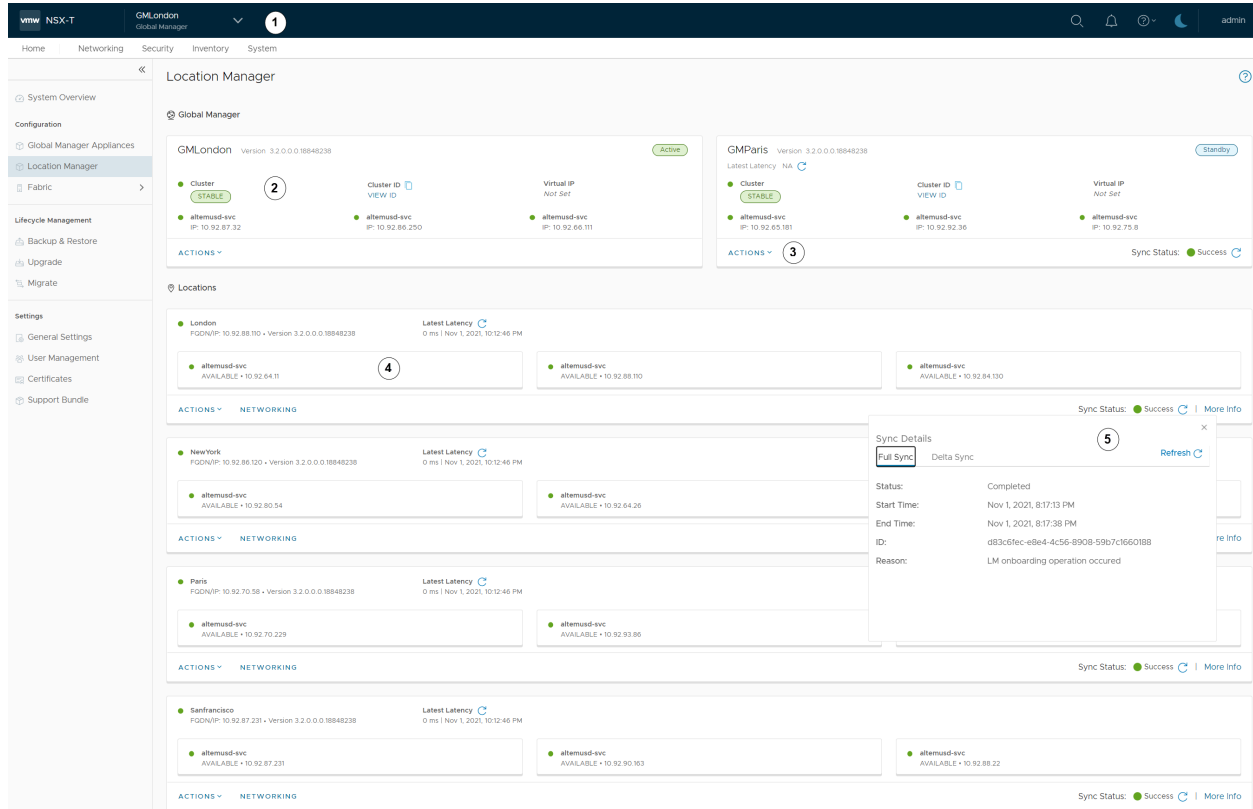 vmw NSX-T
GMLondon
Global Manager
1
admin
Home Networking Security Inventory System
System Overview
Configuration
Global Manager Appliances
Location Manager
Fabric
Lifecycle Management
Backup & Restore
Upgrade
Migrate
Settings
General Settings
User Management
Certificates
Support Bundle
Location Manager
Global Manager
GMLondon Version 3.2.0.0.0.18848238 Active
Cluster
STABLE
2
Cluster ID
VIEW ID
Virtual IP
Not Set
altemusd-svc
IP: 10.92.87.32
altemusd-svc
IP: 10.92.86.250
altemusd-svc
IP: 10.92.66.111
ACTIONS
GMParis Version 3.2.0.0.0.18848238 Standby
Latest Latency NA
Cluster
STABLE
Cluster ID
VIEW ID
Virtual IP
Not Set
altemusd-svc
IP: 10.92.65.181
altemusd-svc
IP: 10.92.92.36
altemusd-svc
IP: 10.92.75.8
ACTIONS 3 Sync Status: Success
Locations
London
FQDN/IP: 10.92.88.110 • Version 3.2.0.0.0.18848238
Latest Latency
0 ms | Nov 1, 2021, 10:12:46 PM
altemusd-svc
AVAILABLE • 10.92.64.11
4
altemusd-svc
AVAILABLE • 10.92.88.110
altemusd-svc
AVAILABLE • 10.92.84.130
ACTIONS NETWORKING Sync Status: Success | More Info
NewYork
FQDN/IP: 10.92.86.120 • Version 3.2.0.0.0.18848238
Latest Latency
0 ms | Nov 1, 2021, 10:12:46 PM
altemusd-svc
AVAILABLE • 10.92.80.54
altemusd-svc
AVAILABLE • 10.92.64.26
ACTIONS NETWORKING re Info
Sync Details
5
Full Sync Delta Sync Refresh
Status: Completed
Start Time: Nov 1, 2021, 8:17:13 PM
End Time: Nov 1, 2021, 8:17:38 PM
ID: d83c6fec-e8e4-4c56-8908-59b7c1660188
Reason: LM onboarding operation occured
Paris
FQDN/IP: 10.92.70.58 • Version 3.2.0.0.0.18848238
Latest Latency
0 ms | Nov 1, 2021, 10:12:46 PM
altemusd-svc
AVAILABLE • 10.92.70.229
altemusd-svc
AVAILABLE • 10.92.93.86
ACTIONS NETWORKING Sync Status: Success | More Info
Sanfrancisco
FQDN/IP: 10.92.87.231 • Version 3.2.0.0.0.18848238
Latest Latency
0 ms | Nov 1, 2021, 10:12:46 PM
altemusd-svc
AVAILABLE • 10.92.87.231
altemusd-svc
AVAILABLE • 10.92.90.163
altemusd-svc
AVAILABLE • 10.92.88.22
ACTIONS NETWORKING Sync Status: Success | More Info